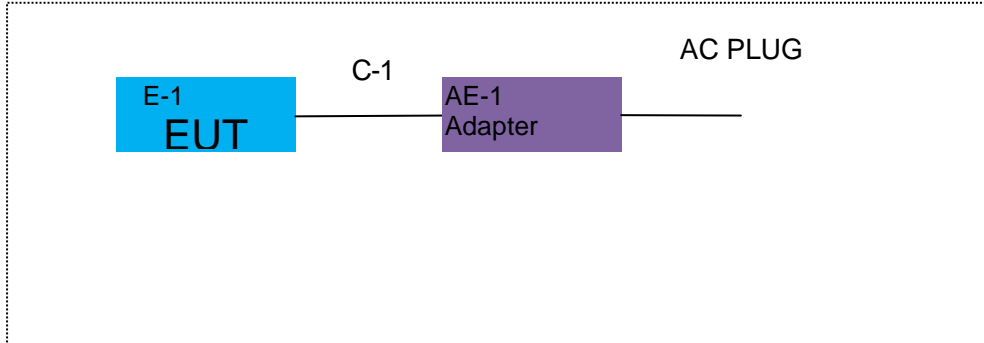 AC PLUG
C-1
E-1
EUT
AE-1
Adapter